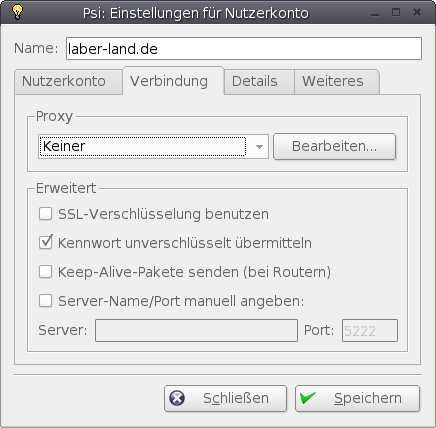 Psi: Einstellungen für Nutzerkonto
Name: laber-land.de
Nutzerkonto Verbindung Details Weiteres
Proxy
Keiner Bearbeiten...
Erweitert
SSL-Verschlüsselung benutzen
Kennwort unverschlüsselt übermitteln
Keep-Alive-Pakete senden (bei Routern)
Server-Name/Port manuell angeben:
Server: Port: 5222
Schließen Speichern